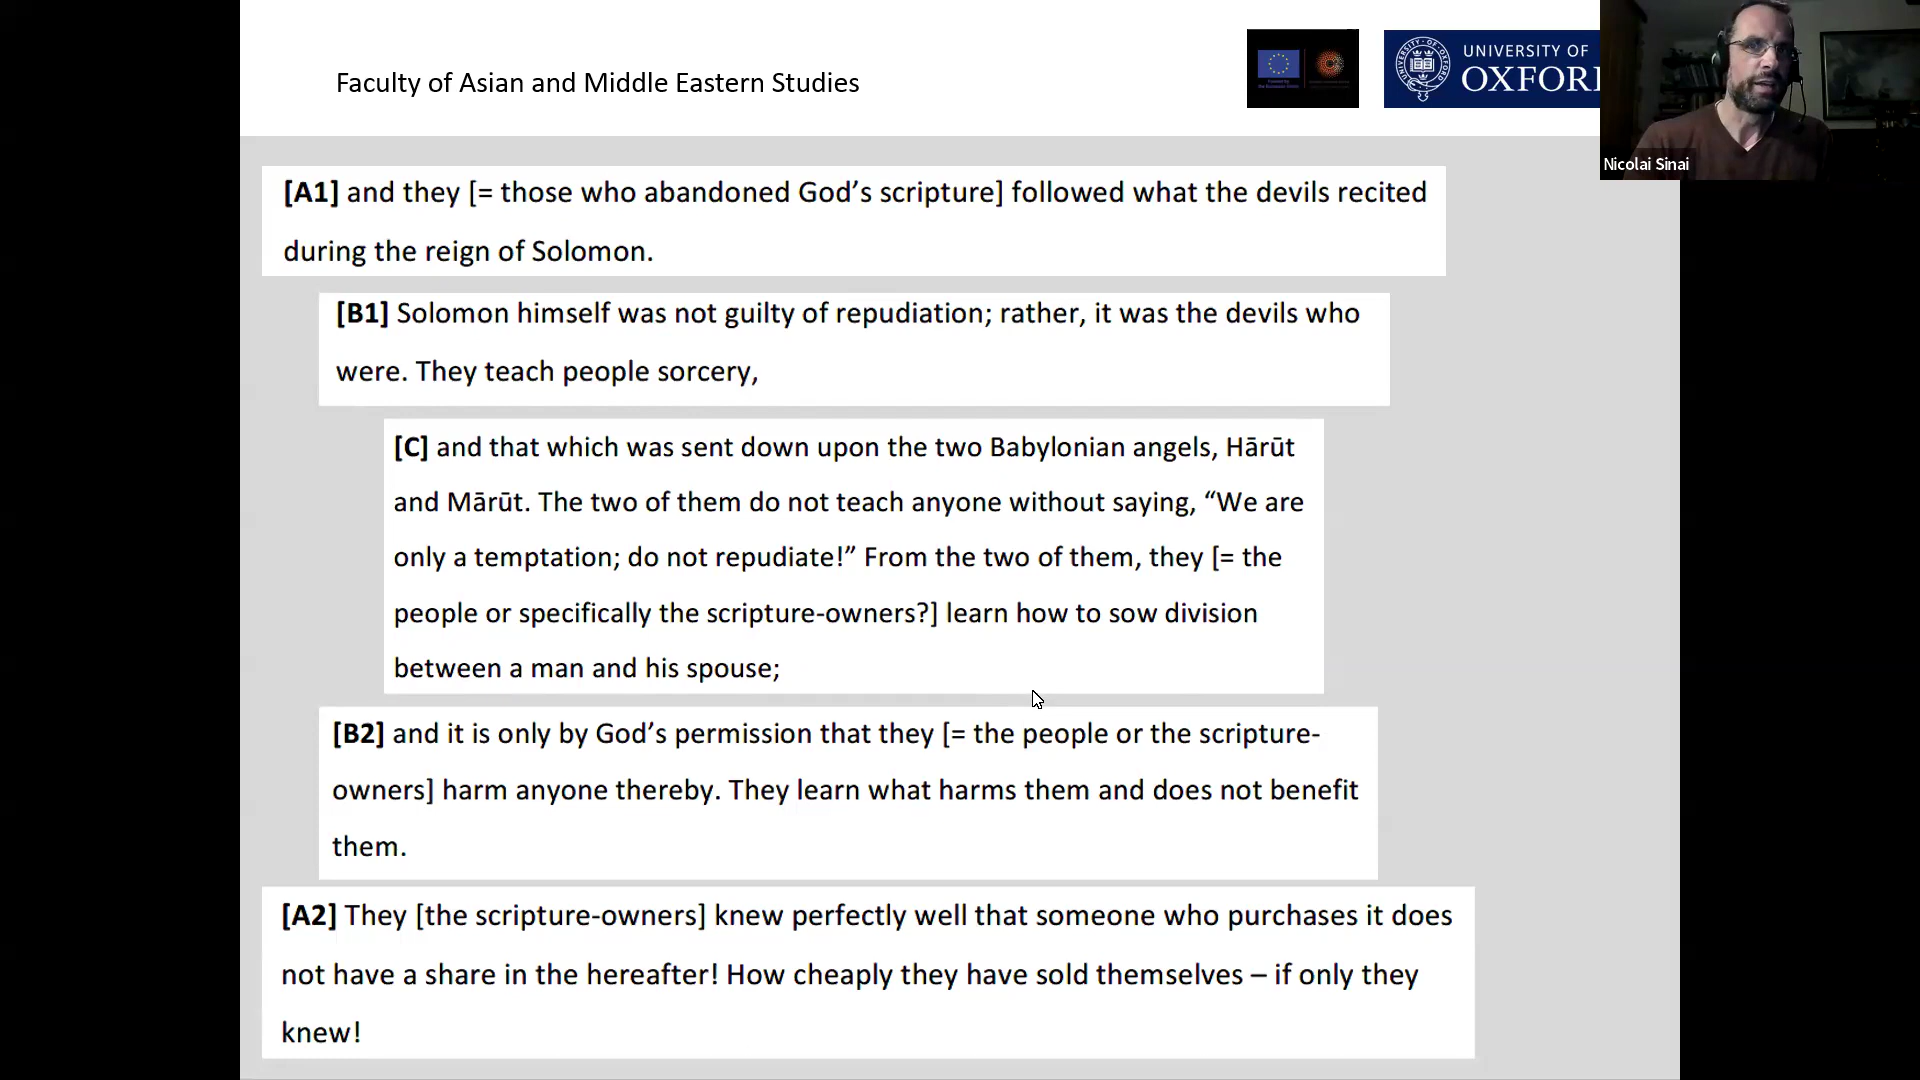 Faculty of Asian and Middle Eastern Studies
UNIVERSITY OF
OXFOR
Nicolai Sinai
[A1] and they [= those who abandoned God’s scripture] followed what the devils recited
during the reign of Solomon.
[B1] Solomon himself was not guilty of repudiation; rather, it was the devils who
were. They teach people sorcery,
[C] and that which was sent down upon the two Babylonian angels, Hārūt
and Mārūt. The two of them do not teach anyone without saying, “We are
only a temptation; do not repudiate!” From the two of them, they [= the
people or specifically the scripture-owners?] learn how to sow division
between a man and his spouse;
[B2] and it is only by God’s permission that they [= the people or the scripture-
owners] harm anyone thereby. They learn what harms them and does not benefit
them.
[A2] They [the scripture-owners] knew perfectly well that someone who purchases it does
not have a share in the hereafter! How cheaply they have sold themselves – if only they
knew!